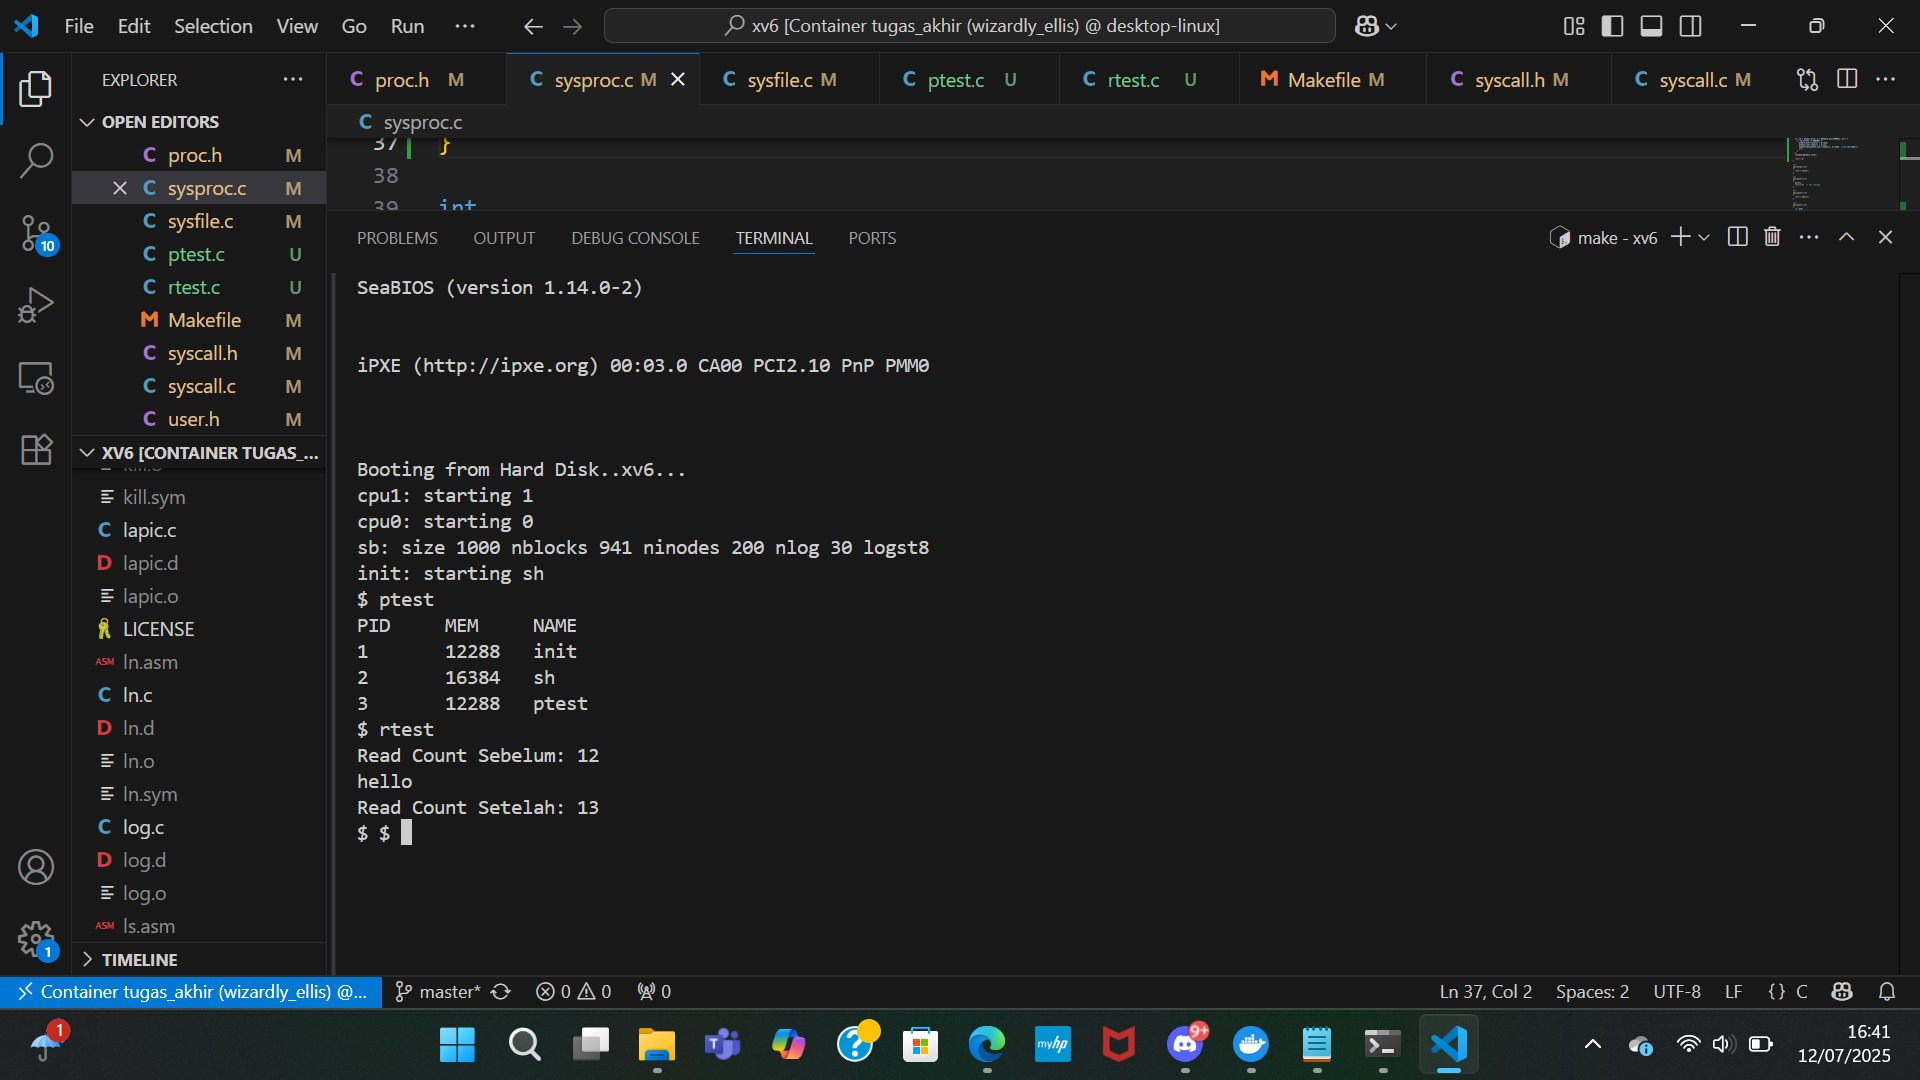 File Edit Selection View Go Run ···
xv6 [Container tugas_akhir (wizardly_ellis) @ desktop-linux]
EXPLORER ···
OPEN EDITORS
C proc.h M
C sysproc.c M
C sysfile.c M
C ptest.c U
C rtest.c U
M Makefile M
C syscall.h M
C syscall.c M
C user.h M
XV6 [CONTAINER TUGAS_...
kill.sym
C lapic.c
D lapic.d
lapic.o
LICENSE
ASM ln.asm
C ln.c
D ln.d
ln.o
ln.sym
C log.c
D log.d
log.o
ASM ls.asm
TIMELINE
10
1
C proc.h M C sysproc.c M C sysfile.c M C ptest.c U C rtest.c U M Makefile M C syscall.h M C syscall.c M
C sysproc.c
37 }
38
39 int
PROBLEMS OUTPUT DEBUG CONSOLE TERMINAL PORTS
make - xv6
SeaBIOS (version 1.14.0-2)
iPXE (http://ipxe.org) 00:03.0 CA00 PCI2.10 PnP PMM0
Booting from Hard Disk..xv6...
cpu1: starting 1
cpu0: starting 0
sb: size 1000 nblocks 941 ninodes 200 nlog 30 logst8
init: starting sh
$ ptest
PID MEM NAME
1 12288 init
2 16384 sh
3 12288 ptest
$ rtest
Read Count Sebelum: 12
hello
Read Count Setelah: 13
$ $
Container tugas_akhir (wizardly_ellis) @... master* 0 0 0
Ln 37, Col 2 Spaces: 2 UTF-8 LF {} C
1
T
?
myhp
9+
16:41
12/07/2025